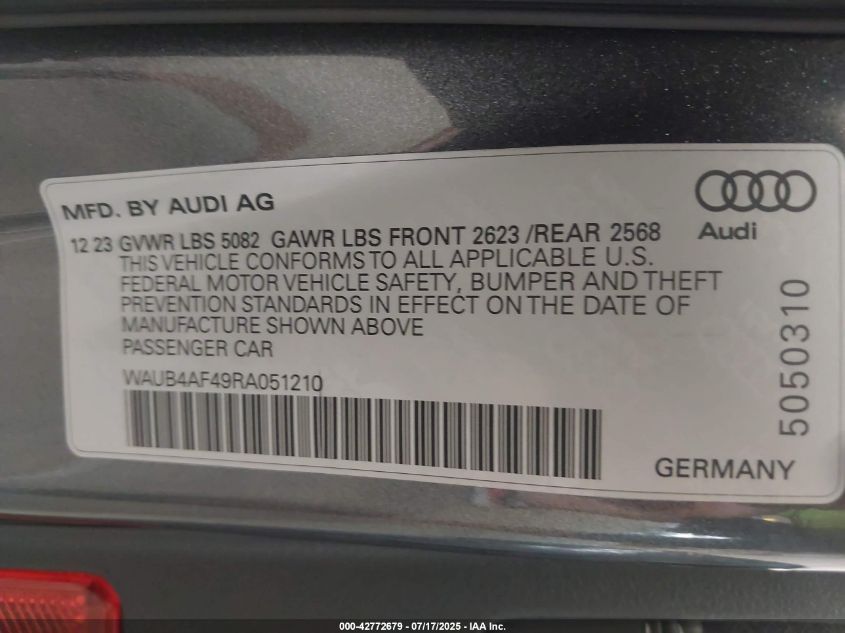 MFD. BY AUDI AG
Audi
12 23 GVWR LBS 5082 GAWR LBS FRONT 2623 /REAR 2568
THIS VEHICLE CONFORMS TO ALL APPLICABLE U.S.
FEDERAL MOTOR VEHICLE SAFETY, BUMPER AND THEFT
PREVENTION STANDARDS IN EFFECT ON THE DATE OF
MANUFACTURE SHOWN ABOVE
PASSENGER CAR
WAUB4AF49RA051210
5050310
GERMANY
000-42772679 - 07/17/2025 - IAA Inc.